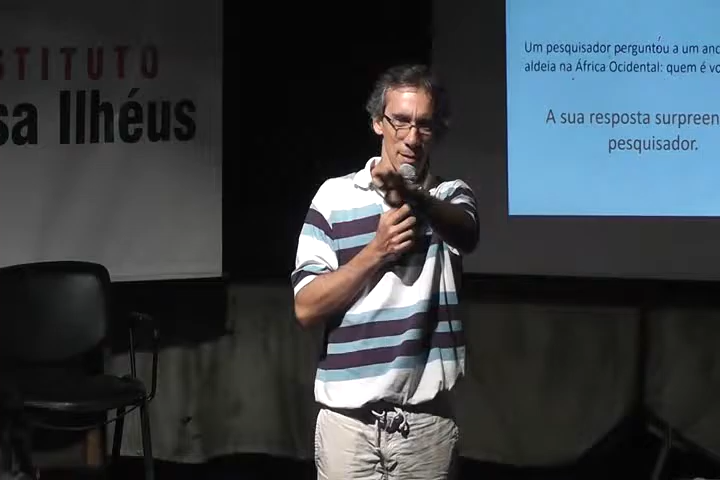 STITUTO
sa Ilhéus
Um pesquisador perguntou a um anc
aldeia na África Ocidental: quem é vo
A sua resposta surpreen
pesquisador.